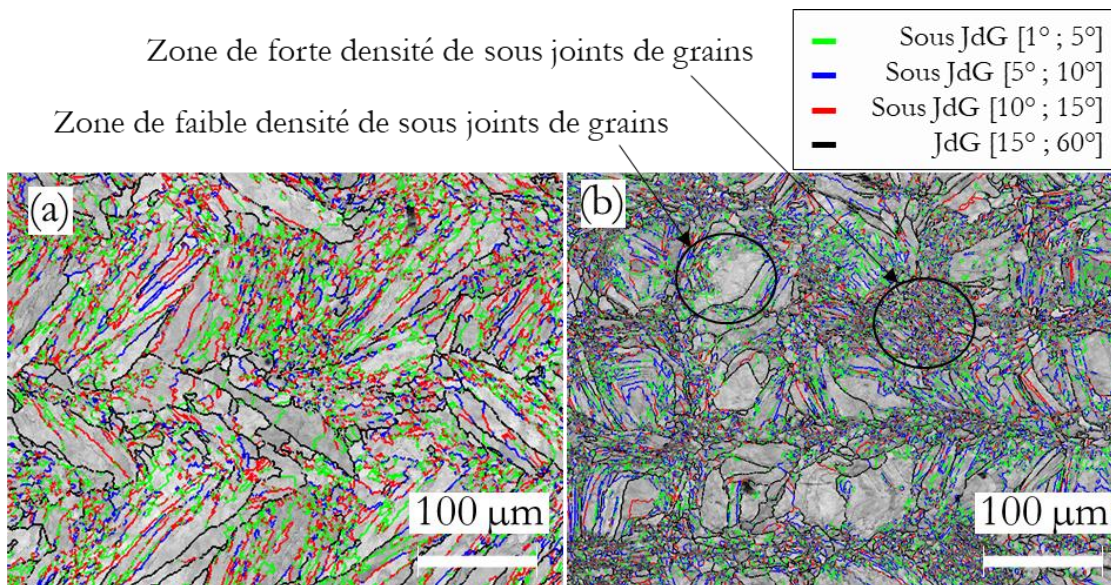 Zone de forte densité de sous joints de grains
Zone de faible densité de sous joints de grains
Sous JdG [1° ; 5°]
Sous JdG [5° ; 10°]
Sous JdG [10° ; 15°]
JdG [15° ; 60°]
(a)
(b)
100 µm
100 µm